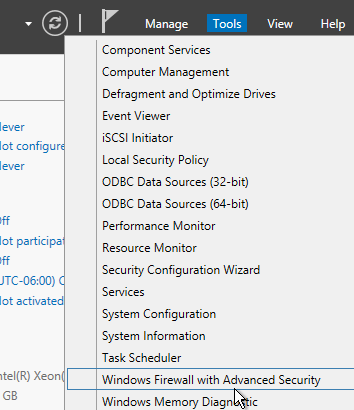 Manage Tools View Help
Component Services
Computer Management
Defragment and Optimize Drives
Event Viewer
iSCSI Initiator
Local Security Policy
ODBC Data Sources (32-bit)
ODBC Data Sources (64-bit)
Performance Monitor
Resource Monitor
Security Configuration Wizard
Services
System Configuration
System Information
Task Scheduler
Windows Firewall with Advanced Security
Windows Memory Diagnostic
lever
lot configure
lever
Off
lot participat
Off
UTC-06:00) C
lot activated
ntel(R) Xeon(
GB